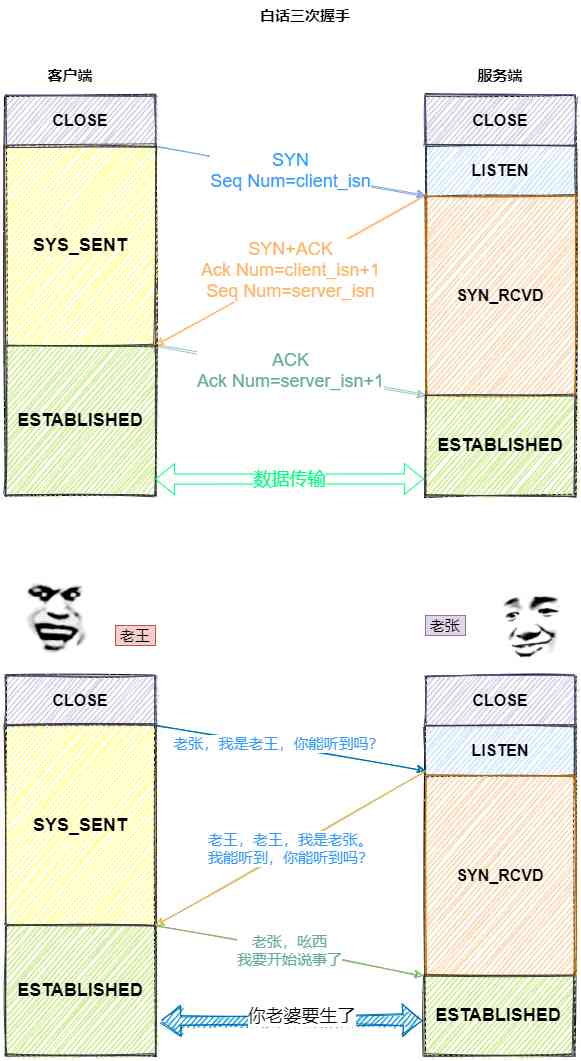 白话三次握手
客户端
服务端
CLOSE
CLOSE
SYN
Seq Num=client_isn
LISTEN
SYS_SENT
SYN+ACK
Ack Num=client_isn+1
Seq Num=server_isn
SYN_RCVD
ACK
Ack Num=server_isn+1
ESTABLISHED
ESTABLISHED
数据传输
老王
老张
CLOSE
CLOSE
老张，我是老王，你能听到吗?
LISTEN
SYS_SENT
老王，老王，我是老张。
我能听到，你能听到吗?
SYN_RCVD
老张，吆西
我要开始说事了
ESTABLISHED
你老婆要生了
ESTABLISHED